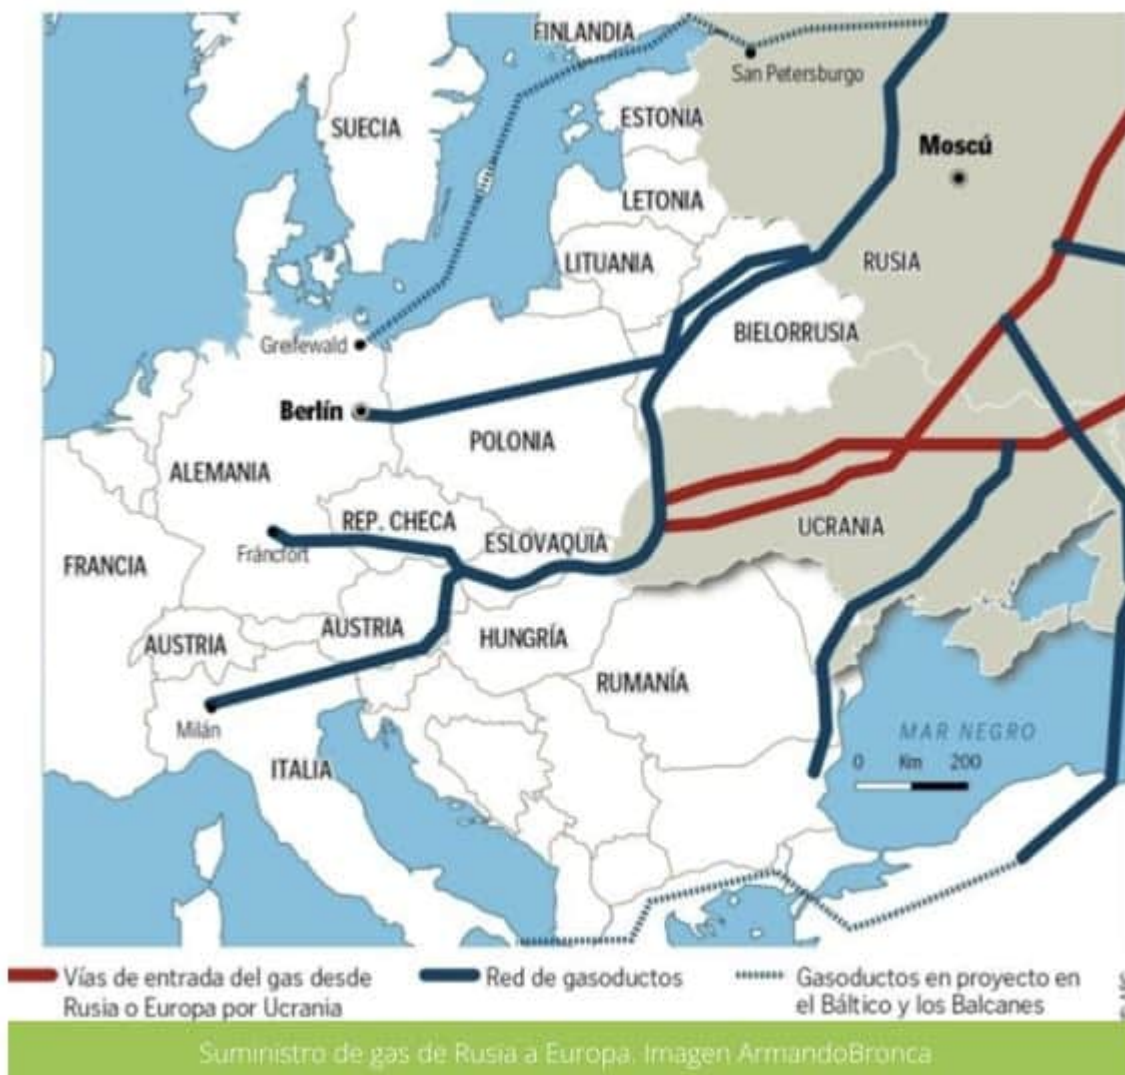 FINLANDIA
San Petersburgo
SUECIA
ESTONIA
Moscú
LETONIA
LITUANIA
RUSIA
BIELORRUSIA
Greifewald
Berlín
POLONIA
ALEMANIA
REP. CHECA
ESLOVAQUIA
UCRANIA
Fráncfort
FRANCIA
AUSTRIA
AUSTRIA
HUNGRÍA
RUMANÍA
Milán
MAR NEGRO
0 Km 200
ITALIA
Vías de entrada del gas desde
Rusia o Europa por Ucrania
Red de gasoductos
Gasoductos en proyecto en
el Báltico y los Balcanes
Suministro de gas de Rusia a Europa. Imagen ArmandoBronca